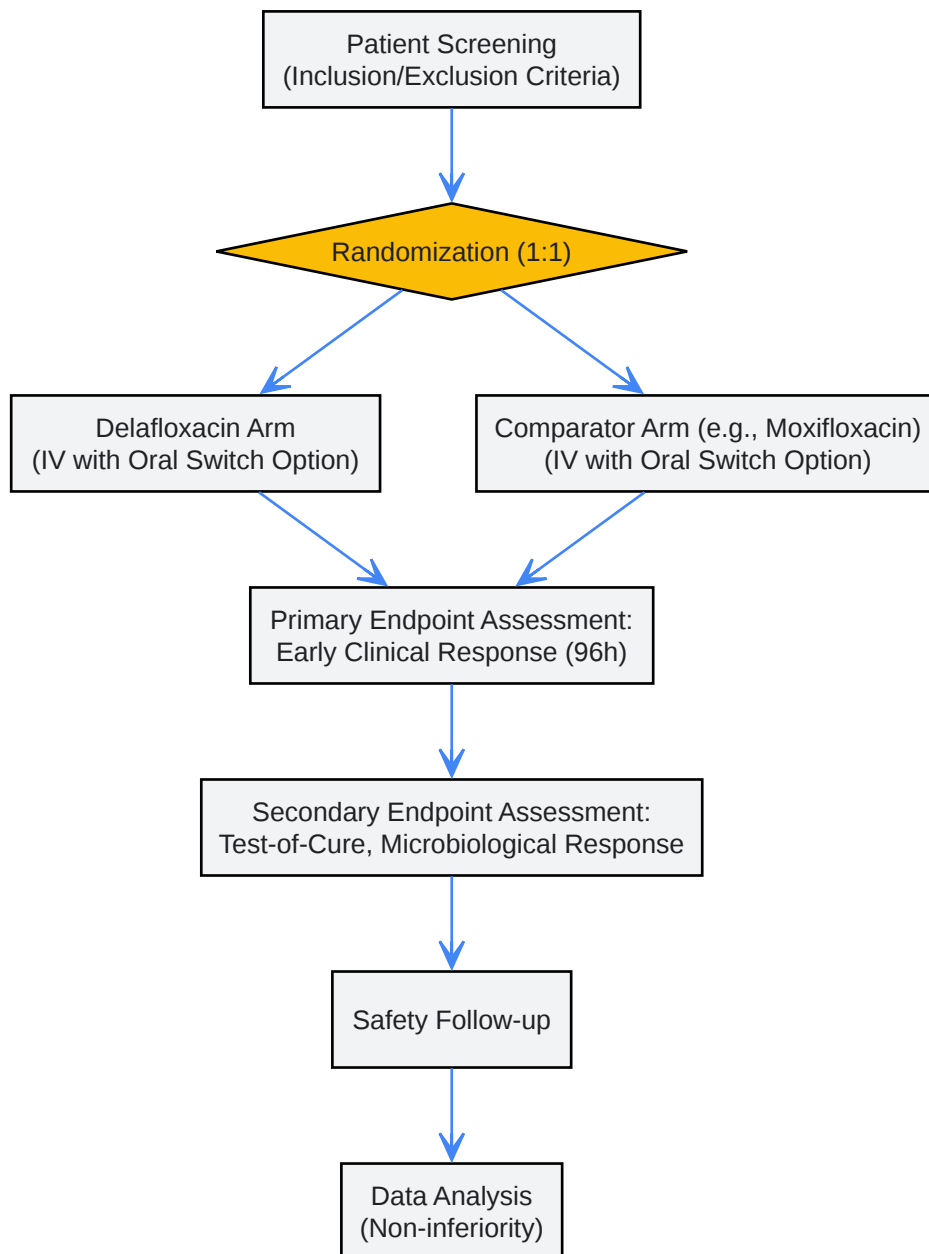 Patient Screening
(Inclusion/Exclusion Criteria)
Randomization (1:1)
Delafloxacin Arm
(IV with Oral Switch Option)
Comparator Arm (e.g., Moxifloxacin)
(IV with Oral Switch Option)
Primary Endpoint Assessment:
Early Clinical Response (96h)
Secondary Endpoint Assessment:
Test-of-Cure, Microbiological Response
Safety Follow-up
Data Analysis
(Non-inferiority)